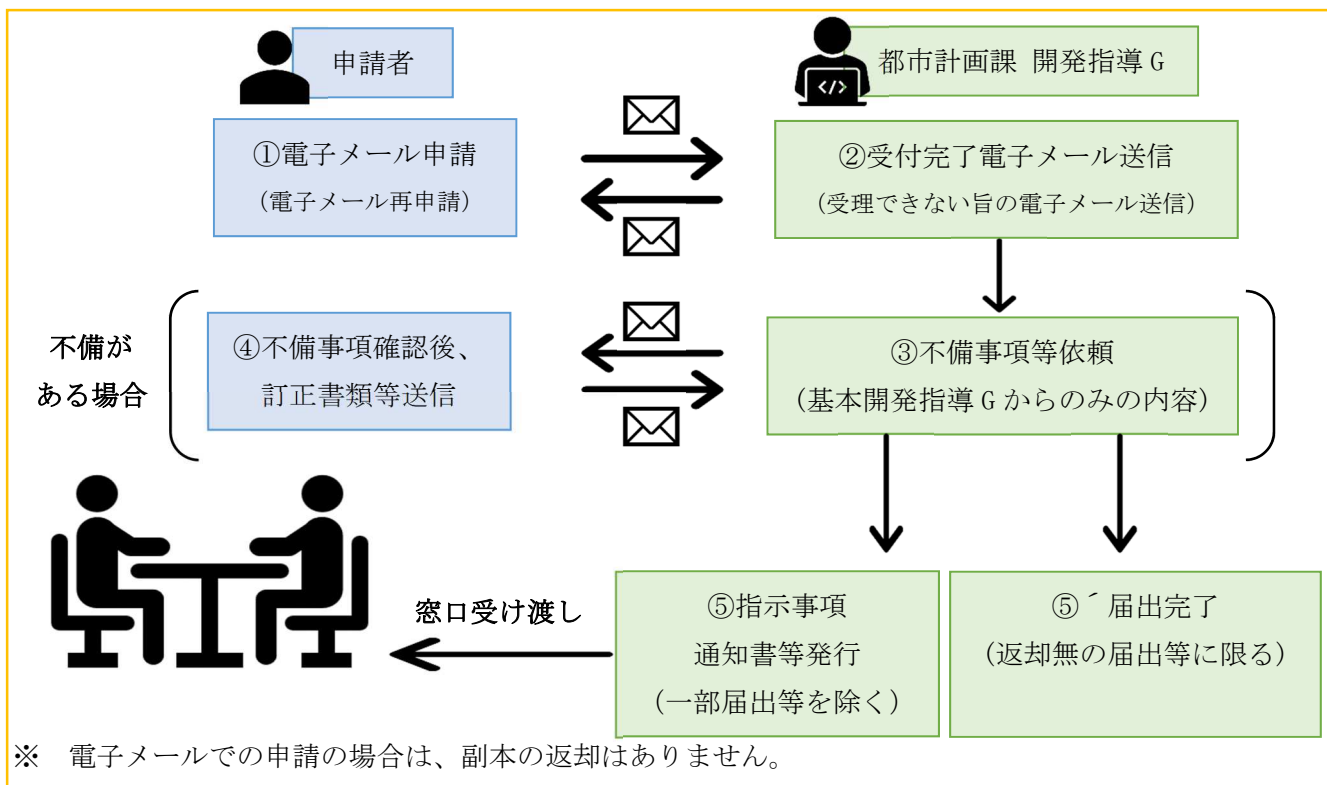 申請者
都市計画課 開発指導G
</>
①電子メール申請
（電子メール再申請）
②受付完了電子メール送信
（受理できない旨の電子メール送信）
不備が
ある場合
④不備事項確認後、
訂正書類等送信
③不備事項等依頼
（基本開発指導Gからのみの内容）
窓口受け渡し
⑤指示事項
通知書等発行
（一部届出等を除く）
⑤´届出完了
（返却無の届出等に限る）
※　電子メールでの申請の場合は、副本の返却はありません。